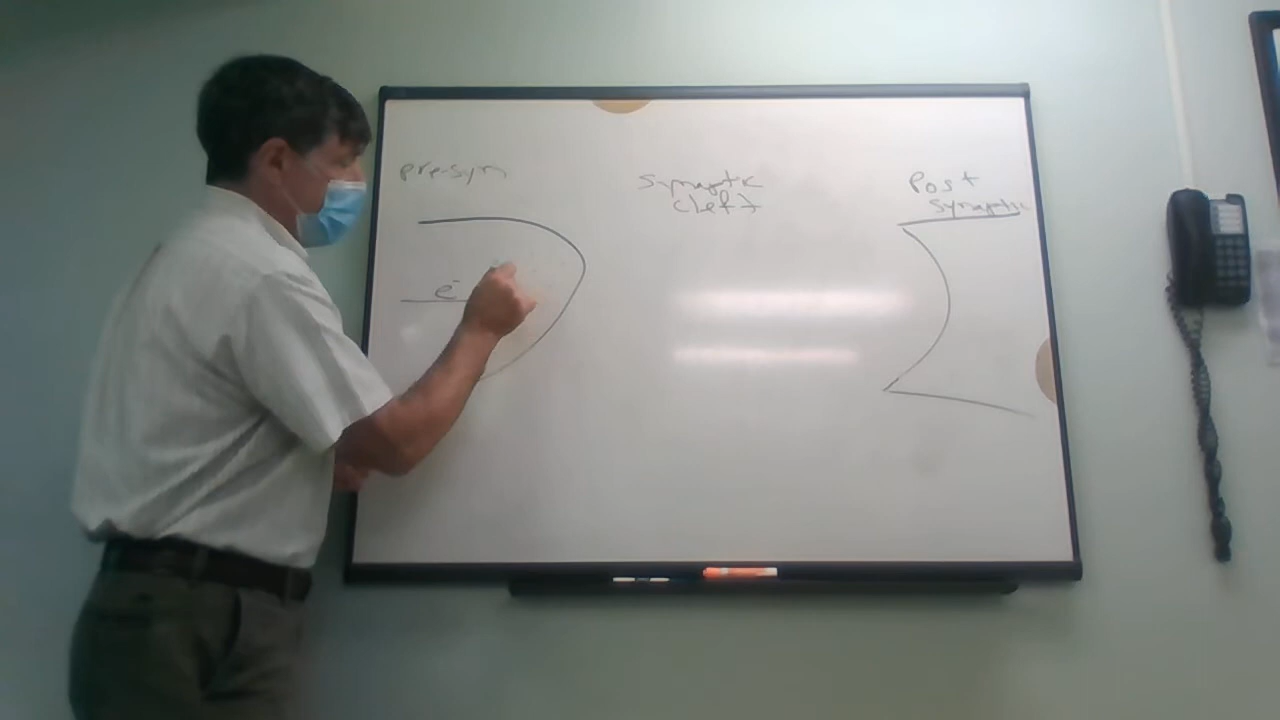 pre-syn
Synaptic
cleft
Post
Synaptic
e-